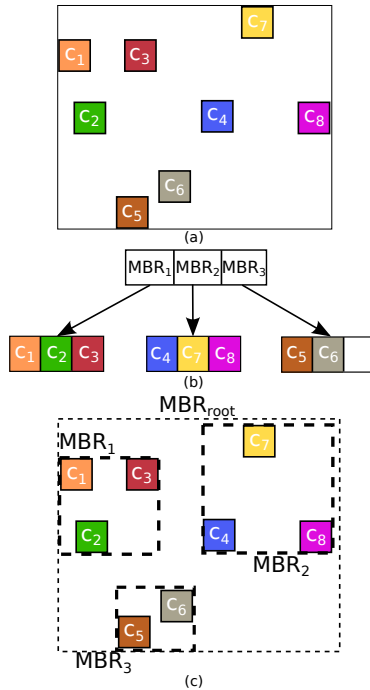 C₇
C₁ C₃
C₂ C₄ C₈
C₆
C₅
(a)
MBR₁ MBR₂ MBR₃
C₁ C₂ C₃ C₄ C₇ C₈ C₅ C₆
(b)
MBRroot
MBR₁ C₇
C₁ C₃
C₂ C₄ C₈
MBR₂
C₆
C₅
MBR₃
(c)